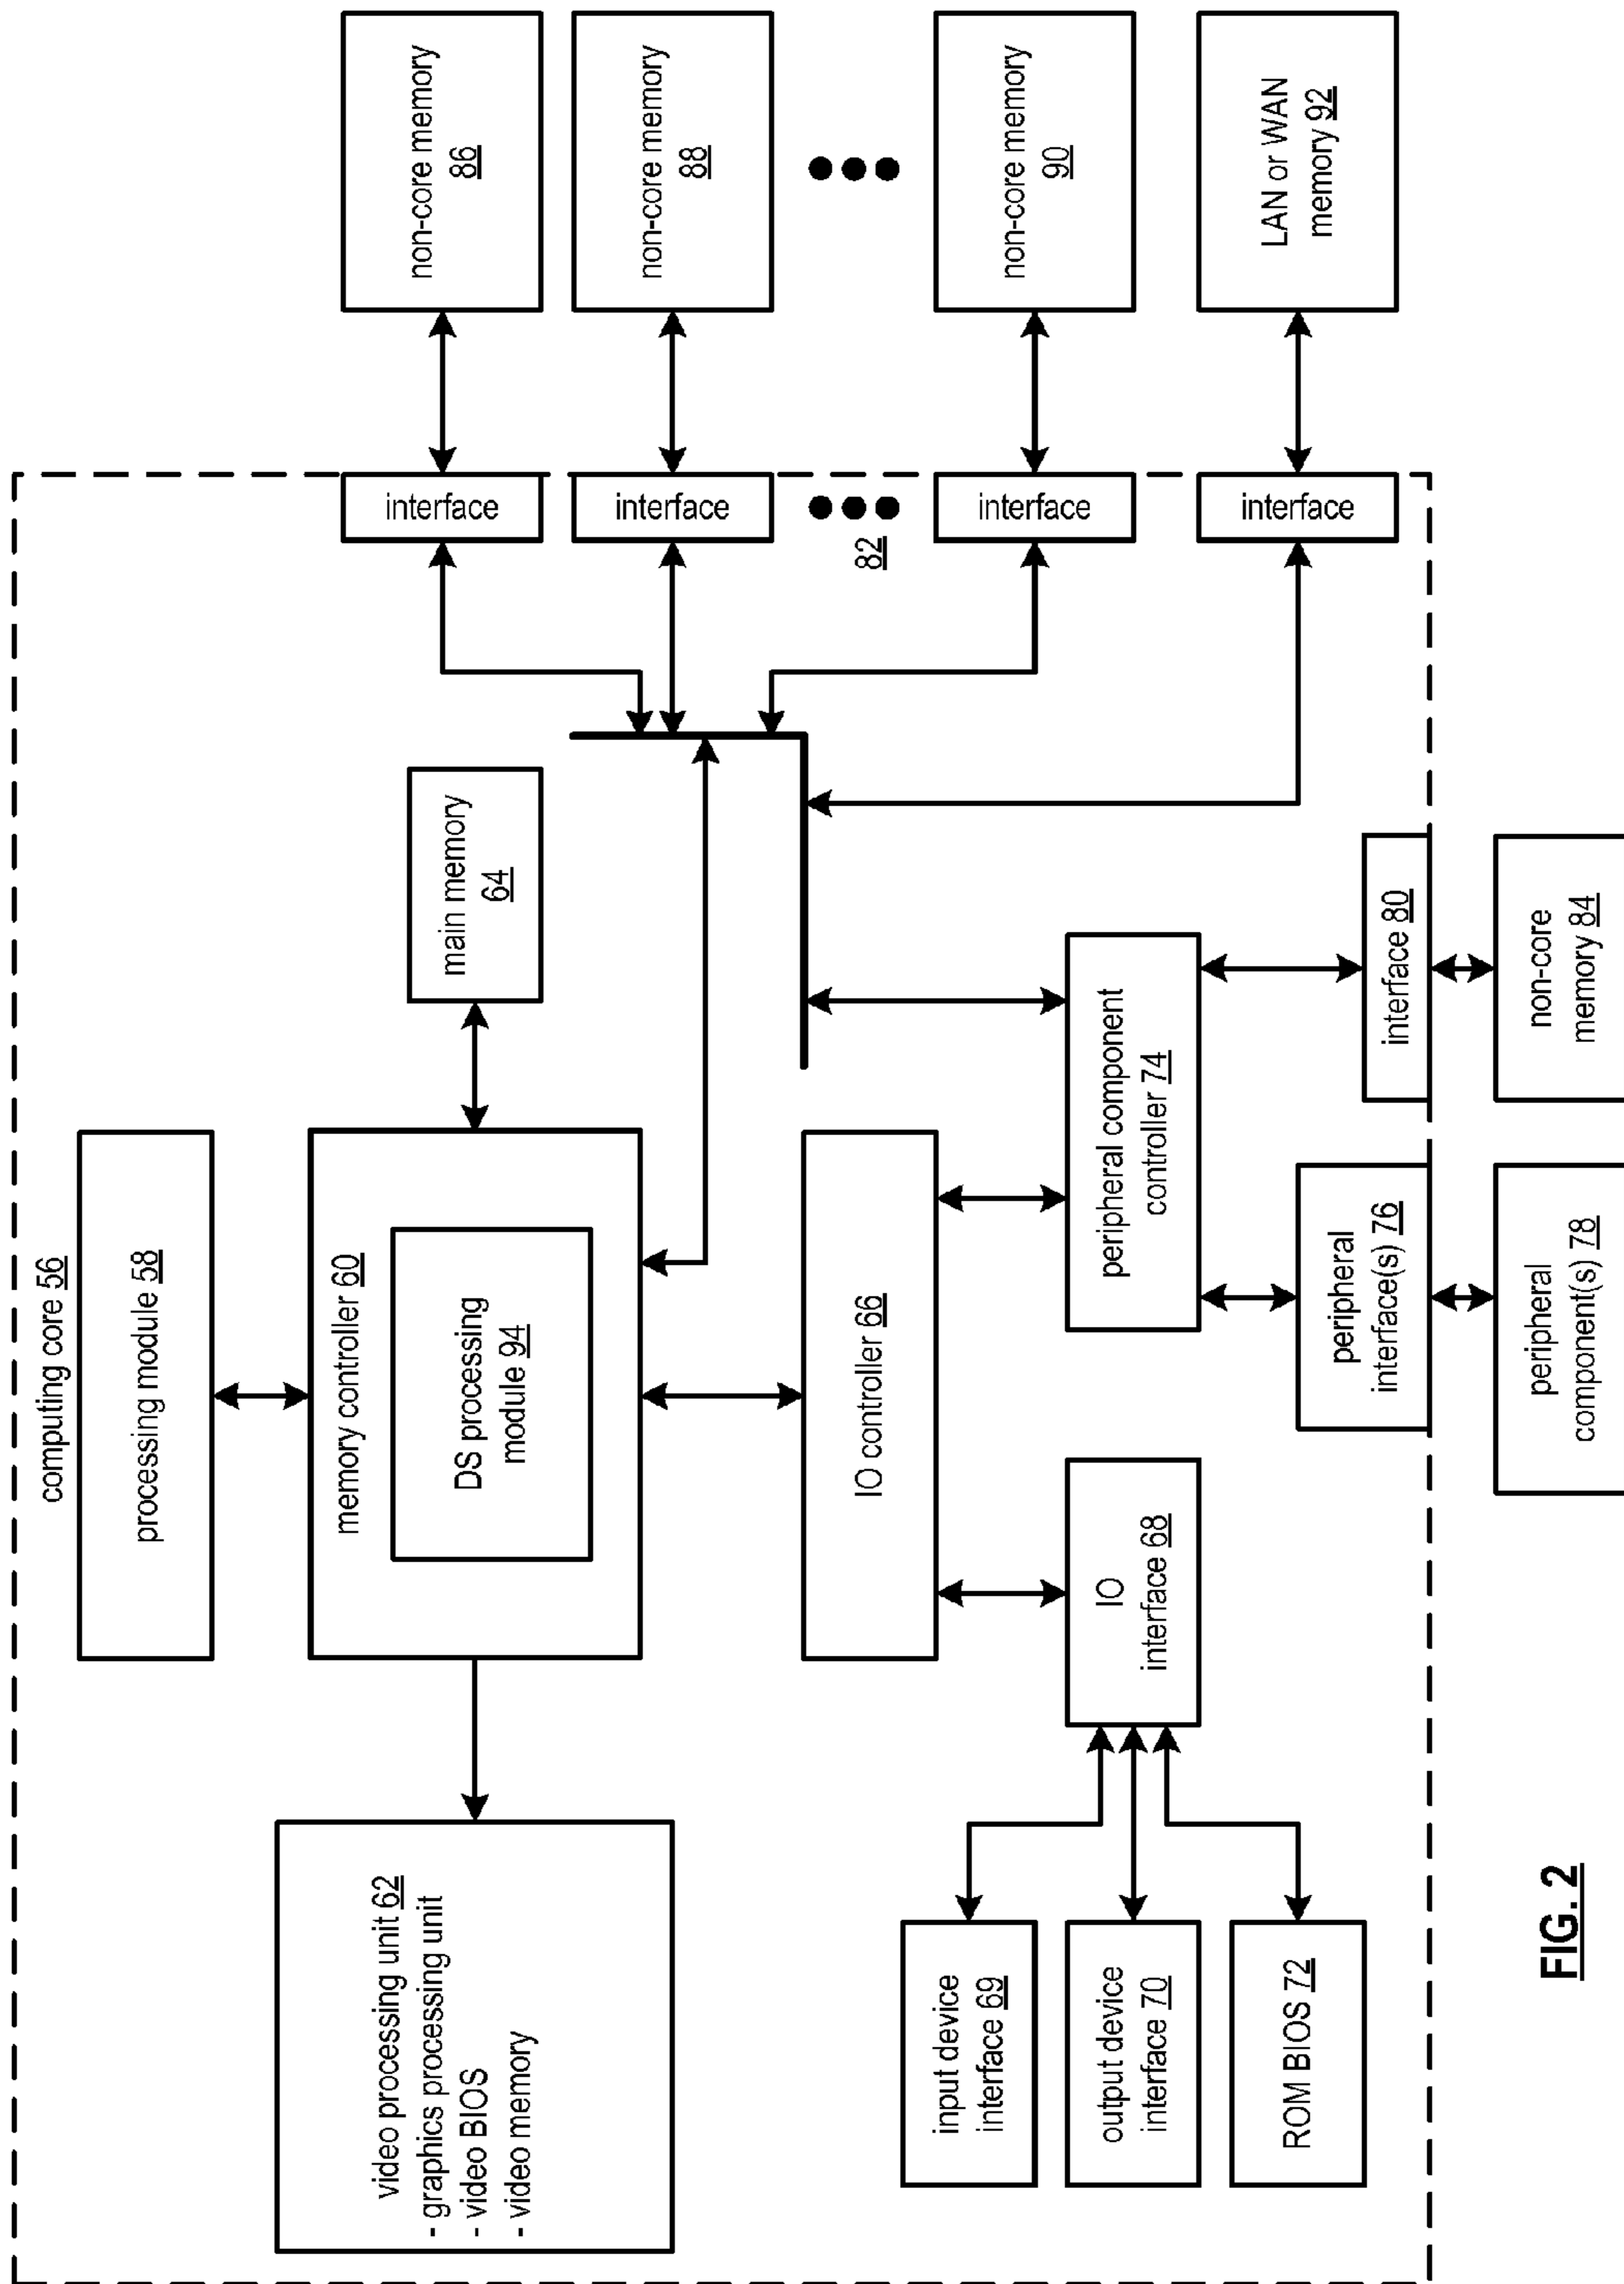 computing core 56
processing module 58
memory controller 60
DS processing
module 94
main memory
64
video processing unit 62
- graphics processing unit
- video BIOS
- video memory
IO controller 66
IO
interface 68
input device
interface 69
output device
interface 70
ROM BIOS 72
peripheral component
controller 74
peripheral
interface(s) 76
interface 80
peripheral
component(s) 78
non-core
memory 84
interface
interface
82
interface
interface
non-core memory
86
non-core memory
88
non-core memory
90
LAN or WAN
memory 92
FIG. 2